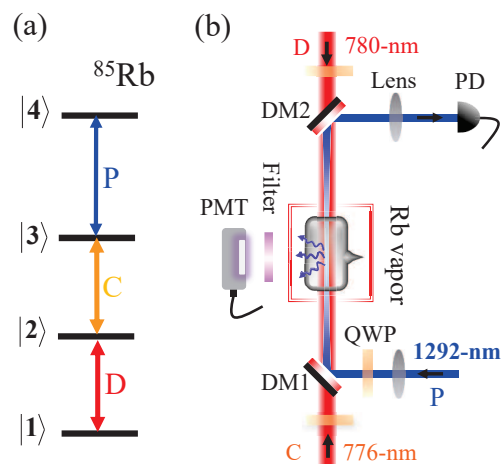 (a)
⁸⁵Rb
|4⟩
P
|3⟩
C
|2⟩
D
|1⟩
(b)
D 780-nm
DM2
Lens
PD
PMT
Filter
Rb vapor
QWP
1292-nm
DM1
P
C 776-nm